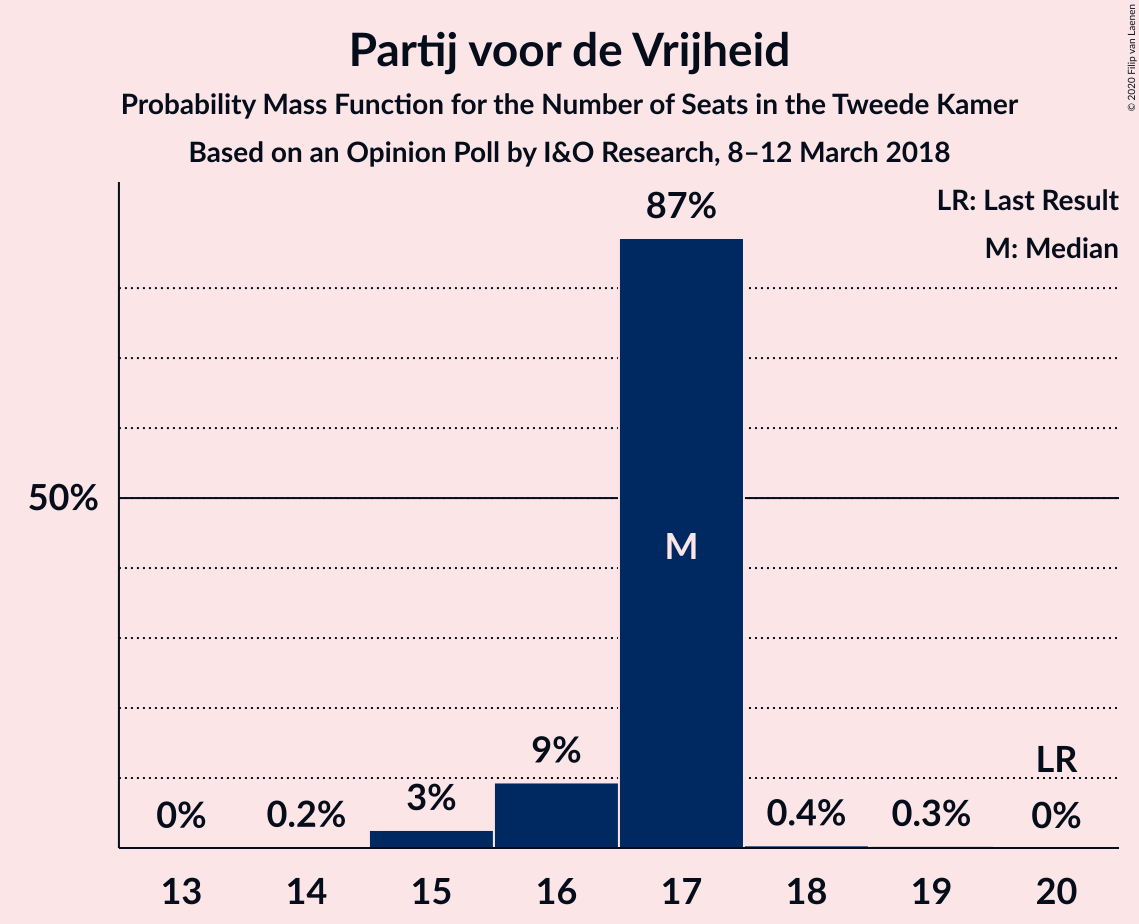 Partij voor de Vrijheid
Probability Mass Function for the Number of Seats in the Tweede Kamer
Based on an Opinion Poll by I&O Research, 8–12 March 2018
© 2020 Filip van Laenen
LR: Last Result
M: Median
87%
50%
M
9%
LR
3%
0%
0.2%
0.4%
0.3%
0%
13
14
15
16
17
18
19
20